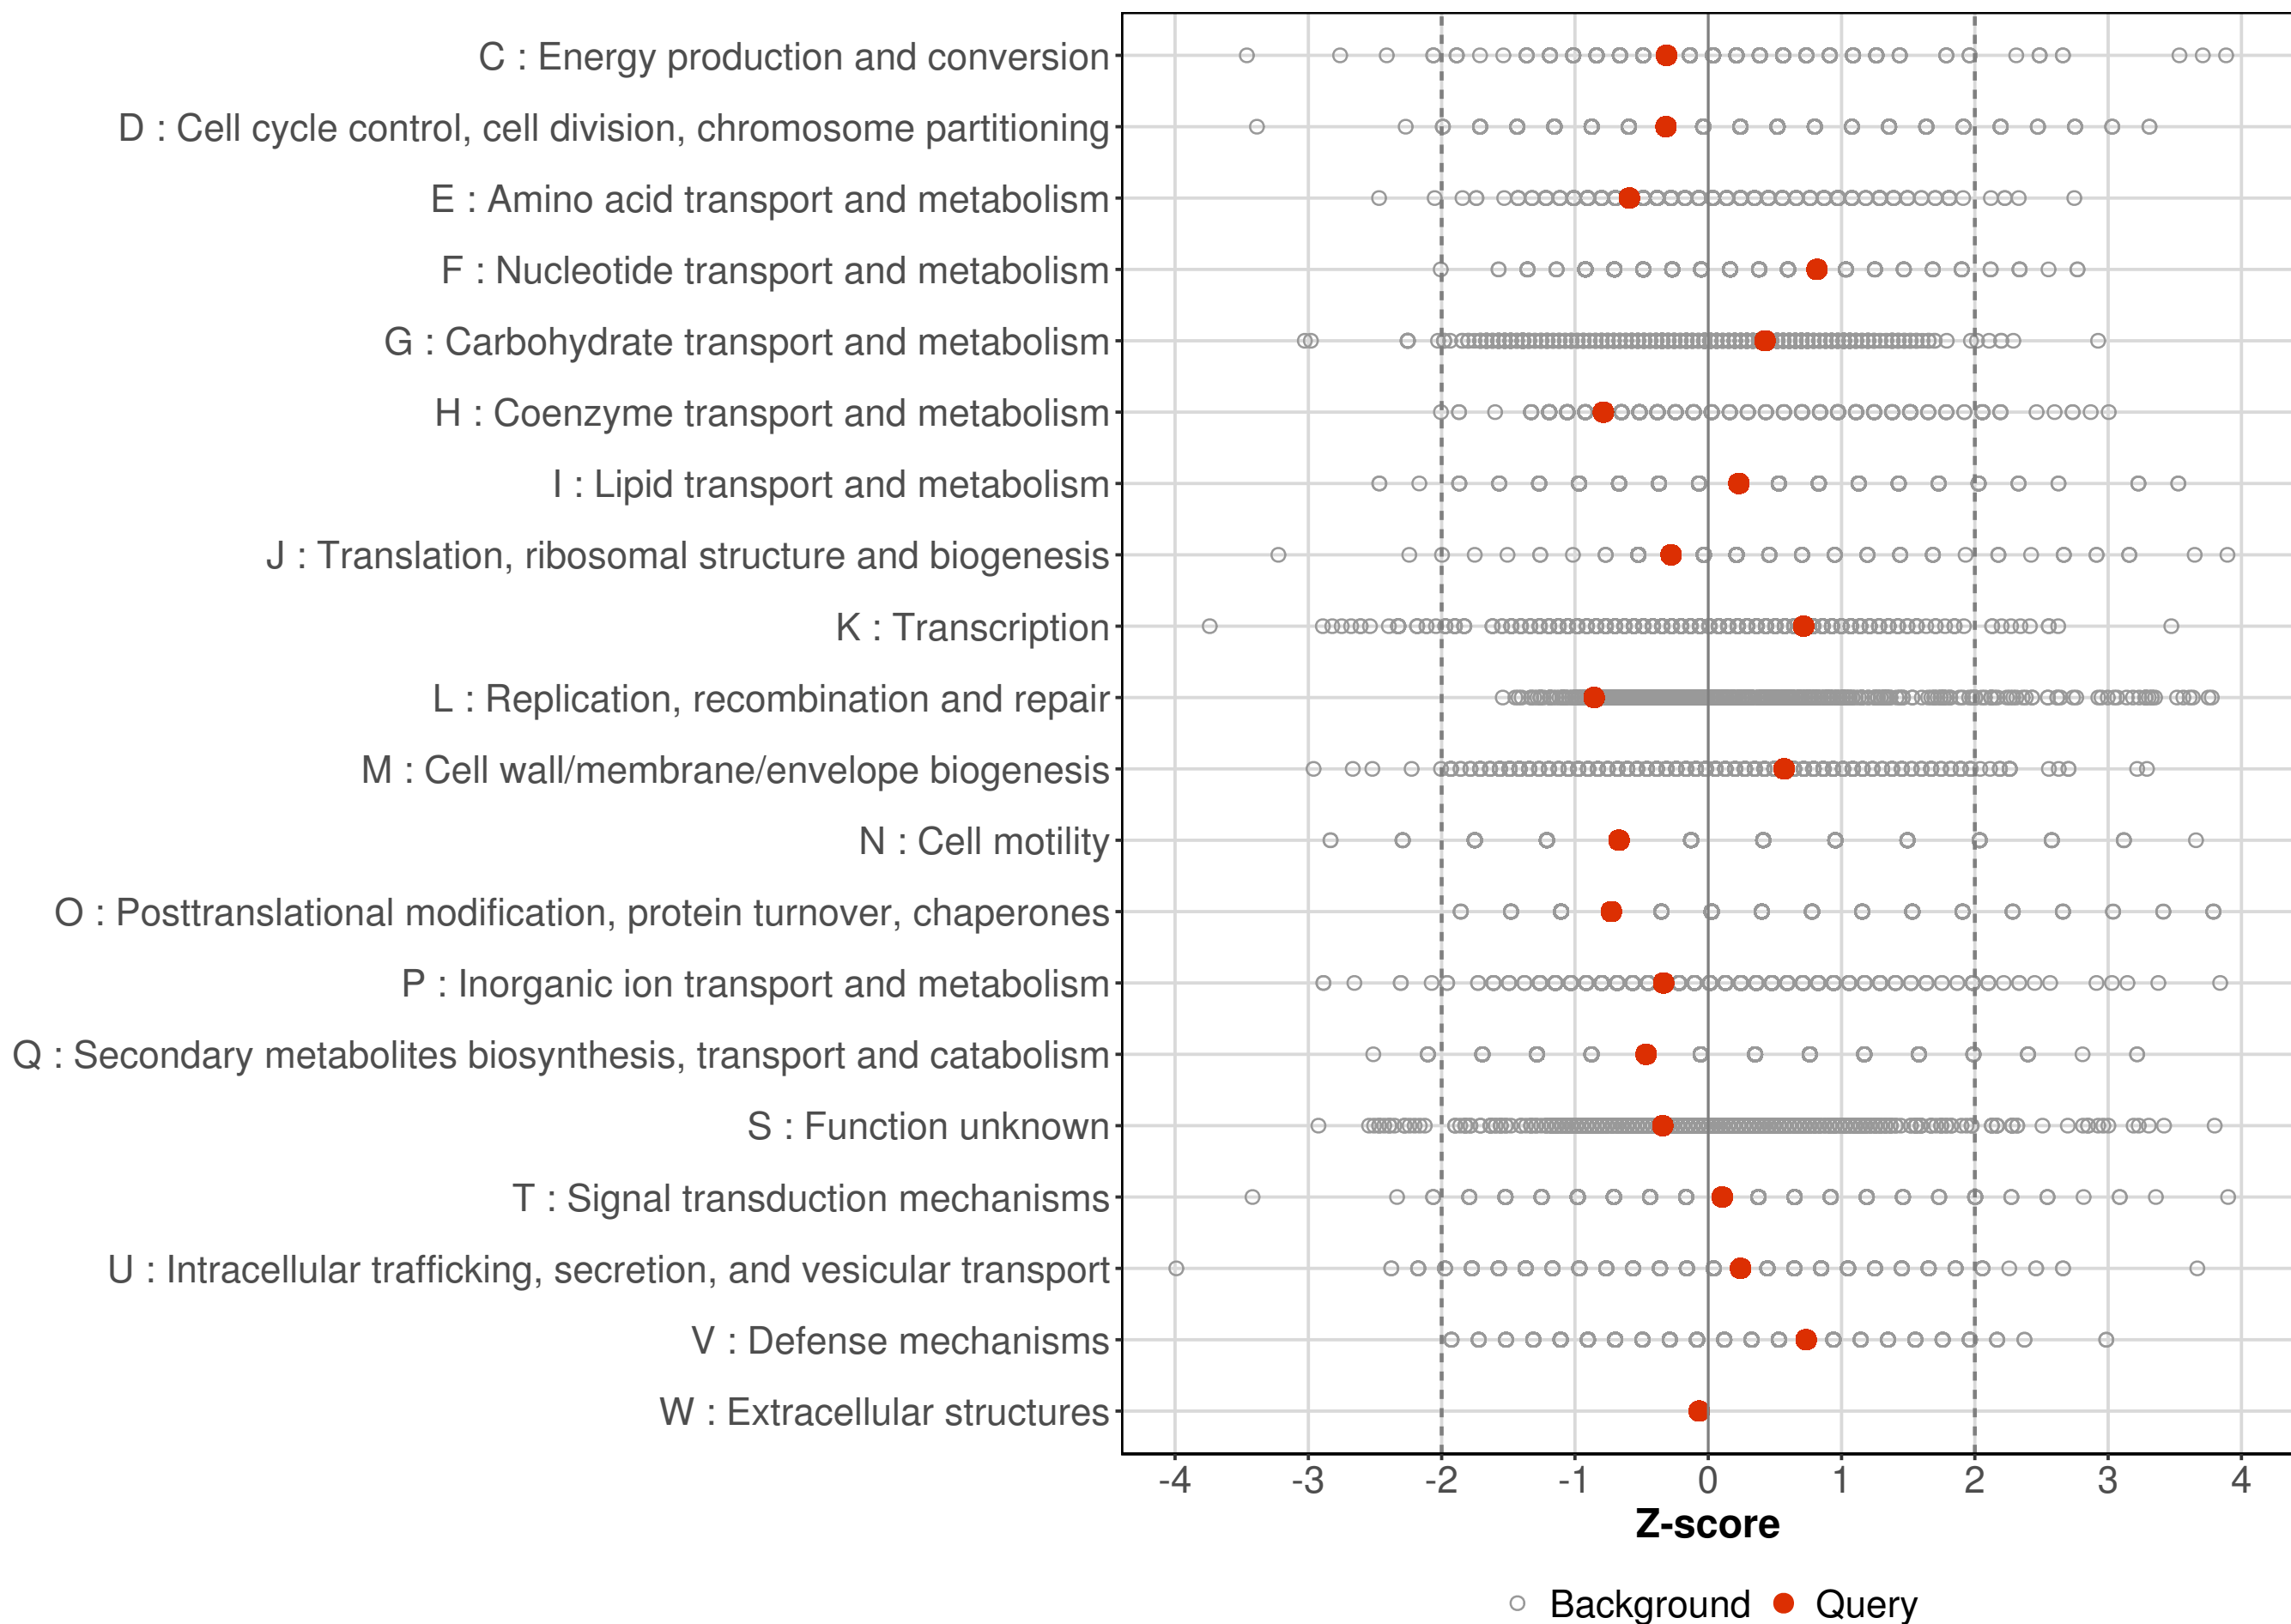 C : Energy production and conversion
D : Cell cycle control, cell division, chromosome partitioning
E : Amino acid transport and metabolism
F : Nucleotide transport and metabolism
G : Carbohydrate transport and metabolism
H : Coenzyme transport and metabolism
I : Lipid transport and metabolism
J : Translation, ribosomal structure and biogenesis
K : Transcription
L : Replication, recombination and repair
M : Cell wall/membrane/envelope biogenesis
N : Cell motility
O : Posttranslational modification, protein turnover, chaperones
P : Inorganic ion transport and metabolism
Q : Secondary metabolites biosynthesis, transport and catabolism
S : Function unknown
T : Signal transduction mechanisms
U : Intracellular trafficking, secretion, and vesicular transport
V : Defense mechanisms
W : Extracellular structures
-4 -3 -2 -1 0 1 2 3 4
Z-score
Background Query